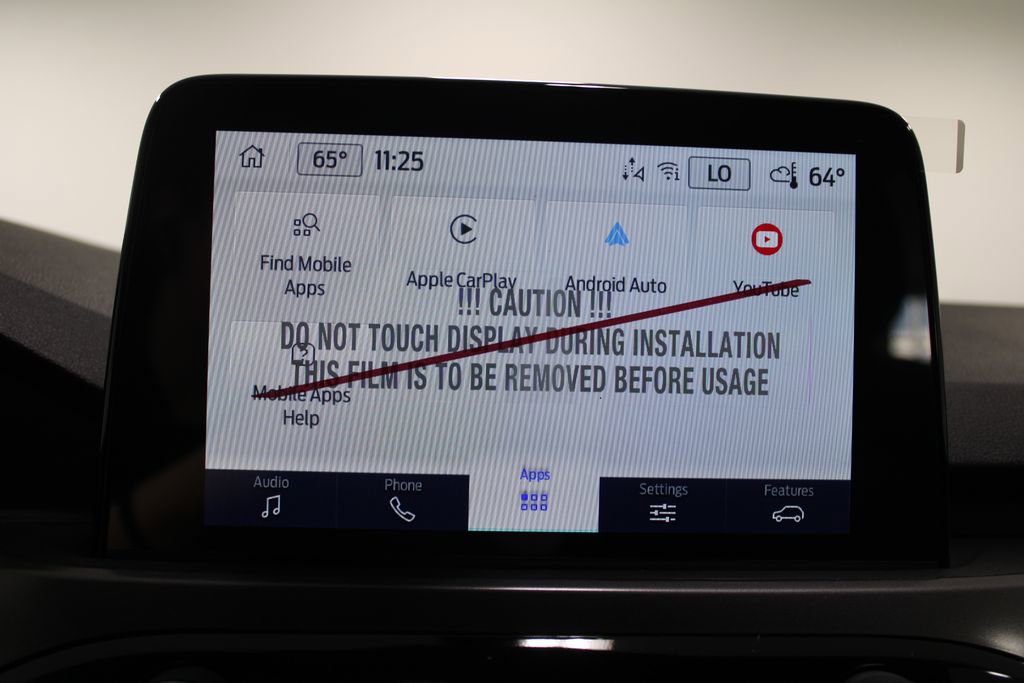 65° 11:25 LO 64°
Find Mobile
Apps
Apple CarPlay
Android Auto
YouTube
!!! CAUTION !!!
DO NOT TOUCH DISPLAY DURING INSTALLATION
THIS FILM IS TO BE REMOVED BEFORE USAGE
Mobile Apps
Help
Audio Phone Apps Settings Features